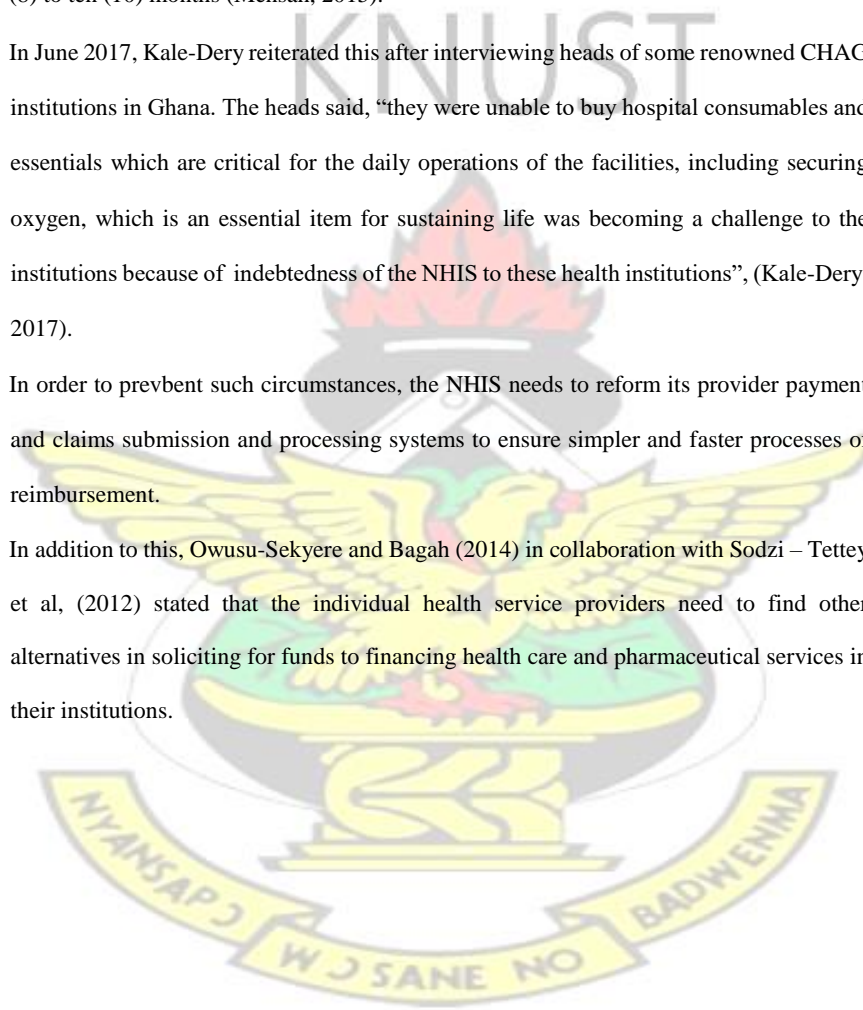 (8) to ten (10) months (Mensah, 2015).
KNUST
In June 2017, Kale-Dery reiterated this after interviewing heads of some renowned CHAG
institutions in Ghana. The heads said, “they were unable to buy hospital consumables and
essentials which are critical for the daily operations of the facilities, including securing
oxygen, which is an essential item for sustaining life was becoming a challenge to the
institutions because of indebtedness of the NHIS to these health institutions”, (Kale-Dery
2017).
In order to prevbent such circumstances, the NHIS needs to reform its provider payment
and claims submission and processing systems to ensure simpler and faster processes of
reimbursement.
In addition to this, Owusu-Sekyere and Bagah (2014) in collaboration with Sodzi – Tettey
et al, (2012) stated that the individual health service providers need to find other
alternatives in soliciting for funds to financing health care and pharmaceutical services in
their institutions.
NYANSAPƆ
WƆSANE NO
BADWENMA